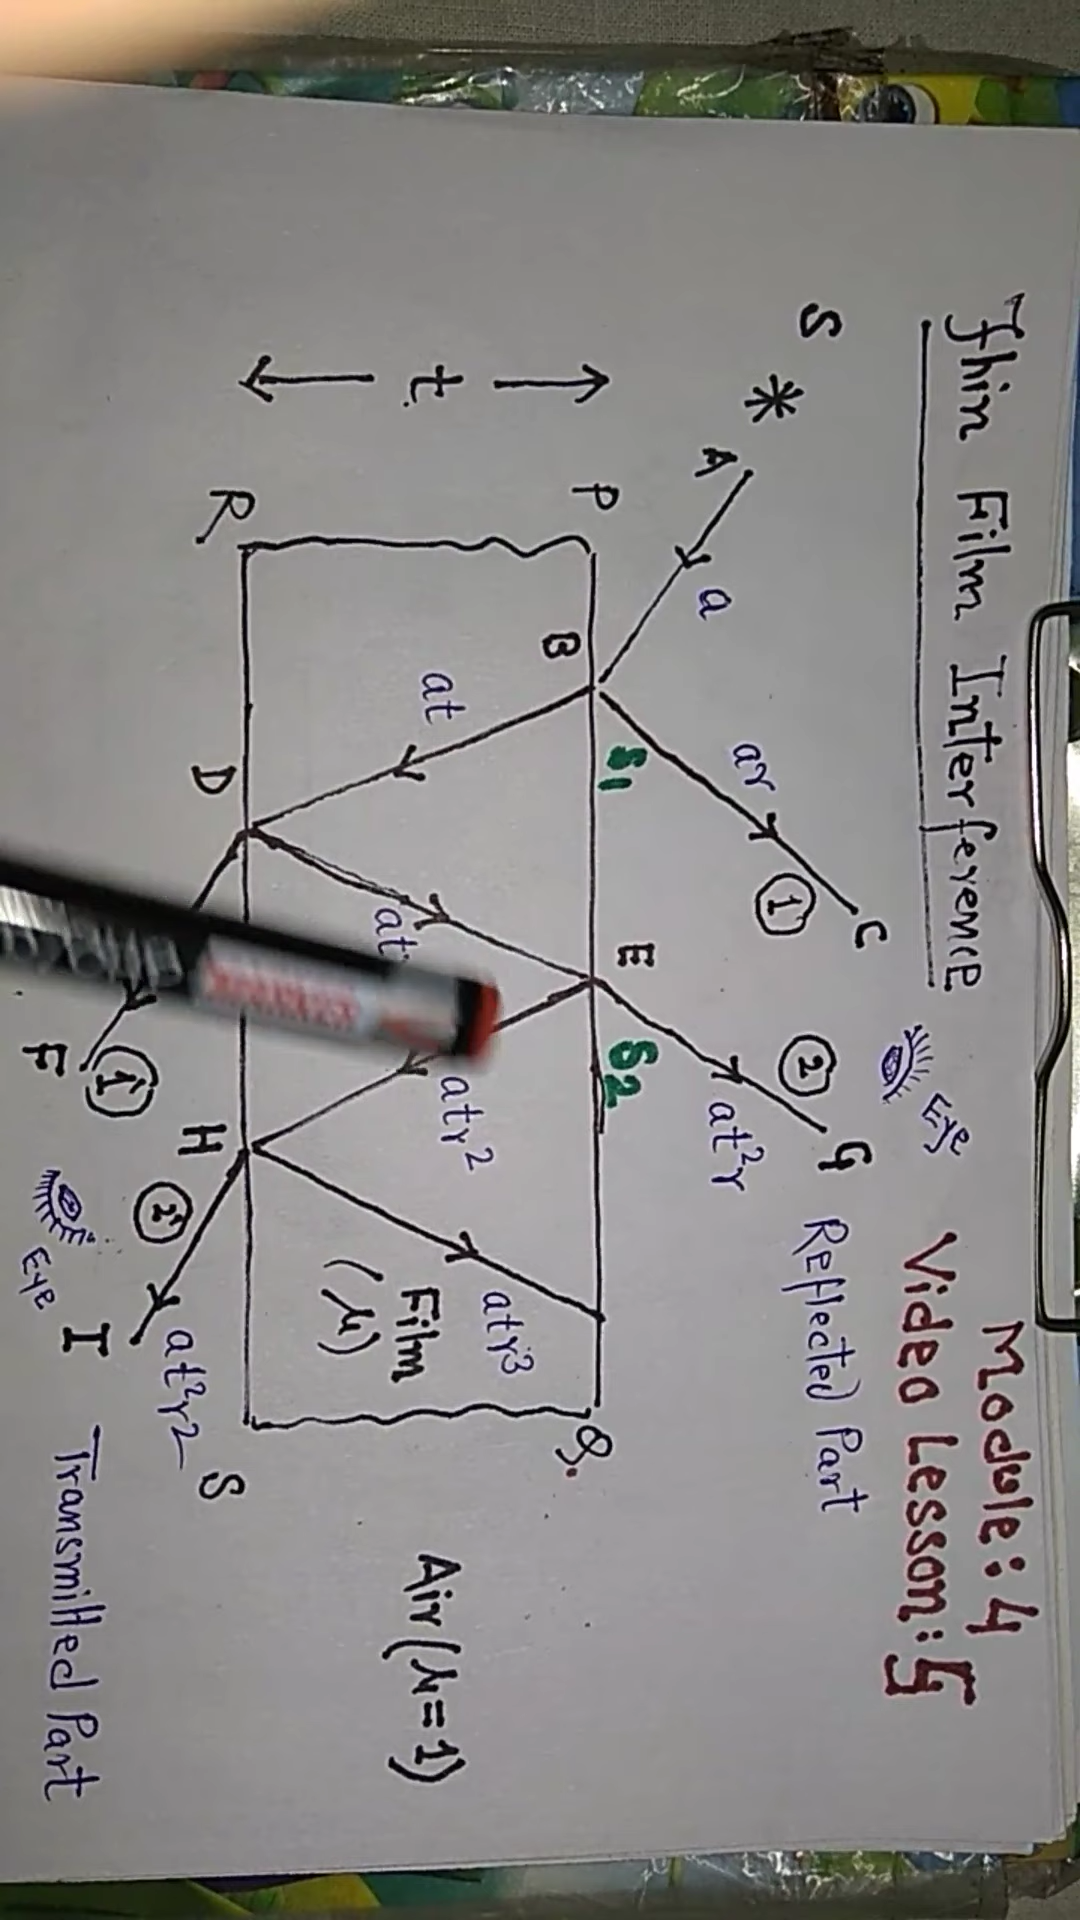 Thin Film Interference
Module: 4
Video Lesson: 5
S
A
a
ar
1
C
Eye
2
G
Reflected Part
at²r
P
B
S1
E
S2
Q.
t.
at
at
atr²
atr³
Film
(μ)
Air (μ=1)
R
D
H
S
F
1
2
at²r²
I
Eye
Transmitted Part